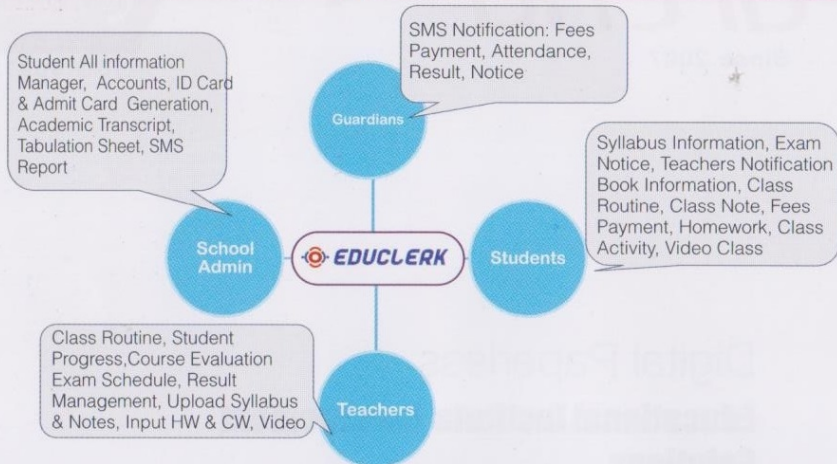 SMS Notification: Fees
Payment, Attendance,
Result, Notice
Student All information
Manager, Accounts, ID Card
& Admit Card Generation,
Academic Transcript,
Tabulation Sheet, SMS
Report
Guardians
Syllabus Information, Exam
Notice, Teachers Notification
Book Information, Class
Routine, Class Note, Fees
Payment, Homework, Class
Activity, Video Class
School
Admin
EDUCLERK
Students
Class Routine, Student
Progress,Course Evaluation
Exam Schedule, Result
Management, Upload Syllabus
& Notes, Input HW & CW, Video
Teachers